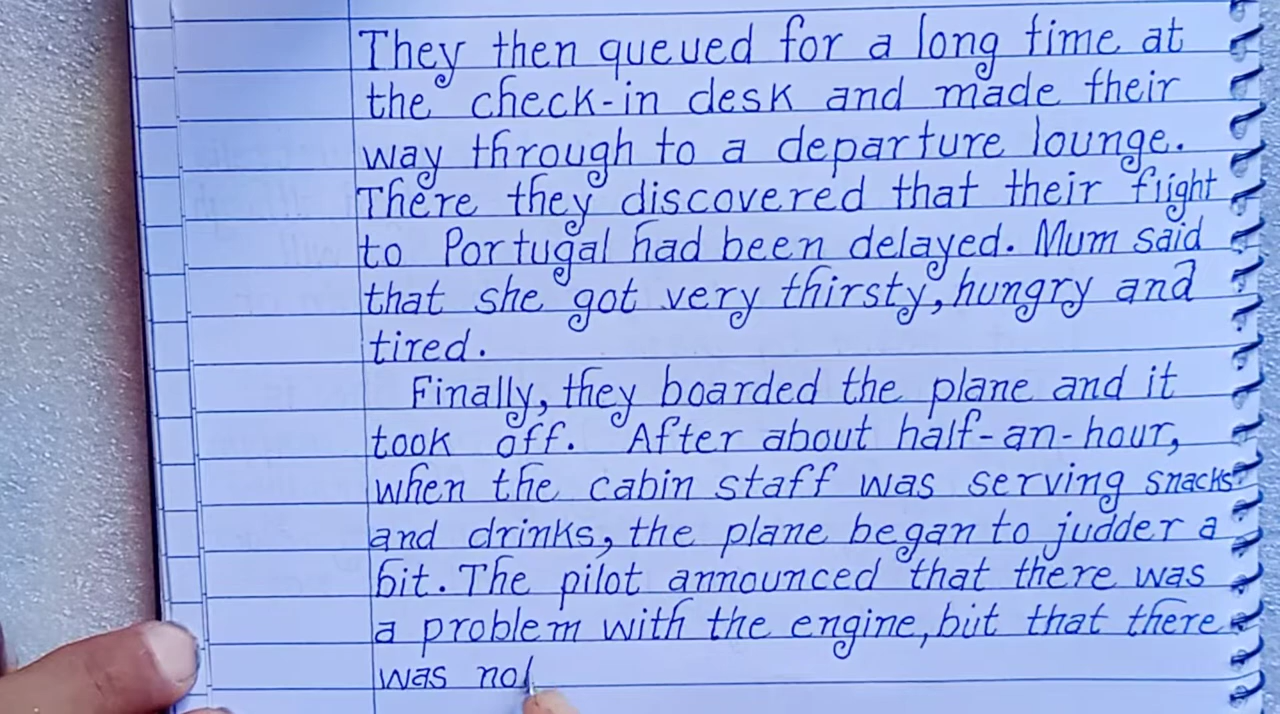 They then queued for a long time at
the check-in desk and made their
way through to a departure lounge.
There they discovered that their flight
to Portugal had been delayed. Mum said
that she got very thirsty, hungry and
tired.
Finally, they boarded the plane and it
took off. After about half-an-hour,
when the cabin staff was serving snacks
and drinks, the plane began to judder a
bit. The pilot announced that there was
a problem with the engine, but that there
was no